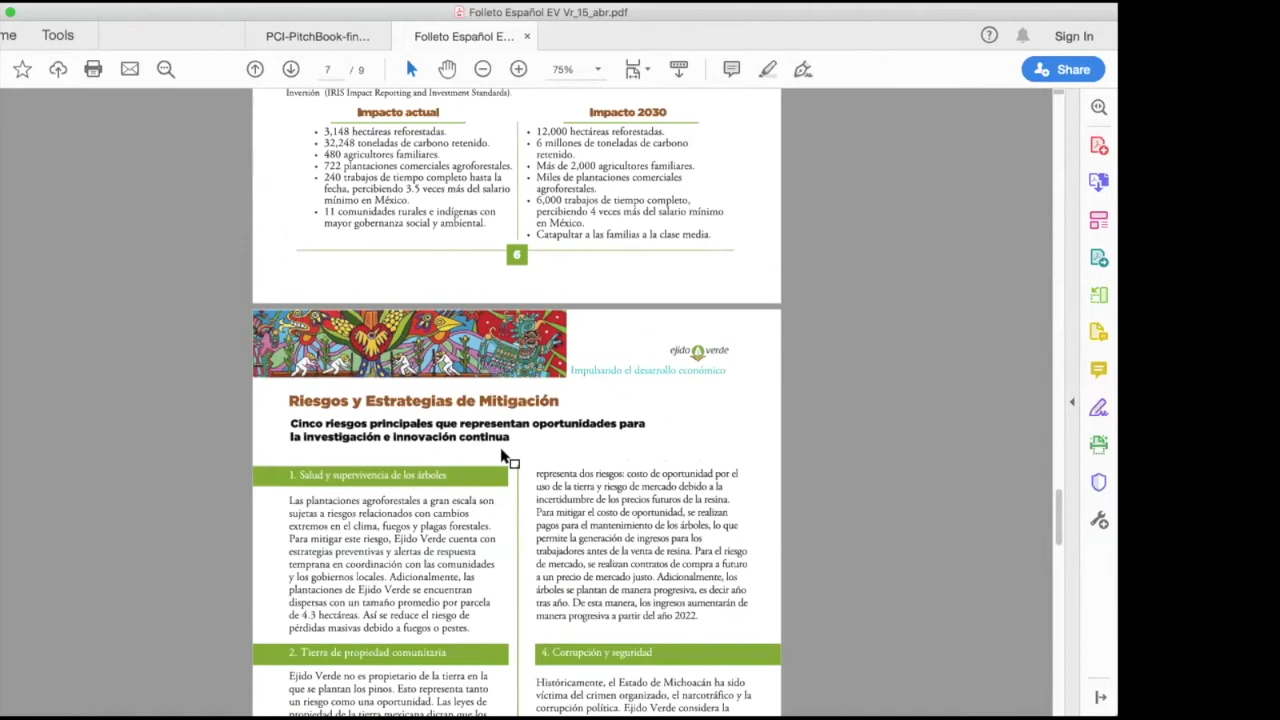 Folleto Español EV Vr_15_abr.pdf
me
Tools
PCI-PitchBook-fin...
Folleto Español E... ×
Sign In
7 / 9
75%
Share
Inversión (IRIS Impact Reporting and Investment Standards).
Impacto actual
• 3,148 hectáreas reforestadas.
• 32,248 toneladas de carbono retenido.
• 480 agricultores familiares.
• 722 plantaciones comerciales agroforestales.
• 240 trabajos de tiempo completo hasta la
fecha, percibiendo 3.5 veces más del salario
mínimo en México.
• 11 comunidades rurales e indígenas con
mayor gobernanza social y ambiental.
Impacto 2030
• 12,000 hectáreas reforestadas.
• 6 millones de toneladas de carbono
retenido.
• Más de 2,000 agricultores familiares.
• Miles de plantaciones comerciales
agroforestales.
• 6,000 trabajos de tiempo completo,
percibiendo 4 veces más del salario mínimo
en México.
• Catapultar a las familias a la clase media.
6
ejido verde
Impulsando el desarrollo económico
Riesgos y Estrategias de Mitigación
Cinco riesgos principales que representan oportunidades para
la investigación e innovación continua
1. Salud y supervivencia de los árboles
Las plantaciones agroforestales a gran escala son
sujetas a riesgos relacionados con cambios
extremos en el clima, fuegos y plagas forestales.
Para mitigar este riesgo, Ejido Verde cuenta con
estrategias preventivas y alertas de respuesta
temprana en coordinación con las comunidades
y los gobiernos locales. Adicionalmente, las
plantaciones de Ejido Verde se encuentran
dispersas con un tamaño promedio por parcela
de 4.3 hectáreas. Así se reduce el riesgo de
pérdidas masivas debido a fuegos o pestes.
2. Tierra de propiedad comunitaria
Ejido Verde no es propietario de la tierra en la
que se plantan los pinos. Esto representa tanto
un riesgo como una oportunidad. Las leyes de
propiedad de la tierra mexicana dictan que los
representa dos riesgos: costo de oportunidad por el
uso de la tierra y riesgo de mercado debido a la
incertidumbre de los precios futuros de la resina.
Para mitigar el costo de oportunidad, se realizan
pagos para el mantenimiento de los árboles, lo que
permite la generación de ingresos para los
trabajadores antes de la venta de resina. Para el riesgo
de mercado, se realizan contratos de compra a futuro
a un precio de mercado justo. Adicionalmente, los
árboles se plantan de manera progresiva, es decir año
tras año. De esta manera, los ingresos aumentarán de
manera progresiva a partir del año 2022.
4. Corrupción y seguridad
Históricamente, el Estado de Michoacán ha sido
víctima del crimen organizado, el narcotráfico y la
corrupción política. Ejido Verde considera la